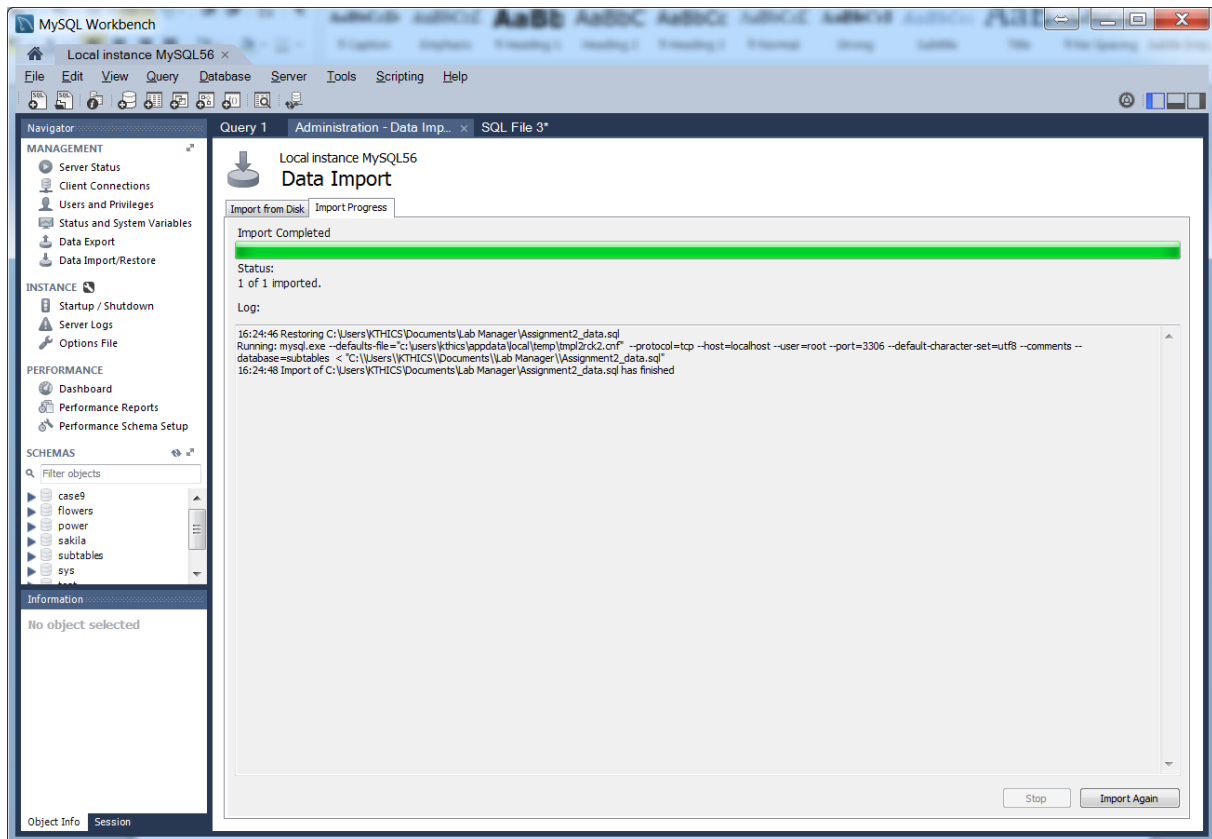 MySQL Workbench
Local instance MySQL56 ×
File Edit View Query Database Server Tools Scripting Help
Navigator
MANAGEMENT
Server Status
Client Connections
Users and Privileges
Status and System Variables
Data Export
Data Import/Restore
INSTANCE
Startup / Shutdown
Server Logs
Options File
PERFORMANCE
Dashboard
Performance Reports
Performance Schema Setup
SCHEMAS
Filter objects
case9
flowers
power
sakila
subtables
sys
Information
No object selected
Object Info Session
Query 1 Administration - Data Imp... × SQL File 3*
Local instance MySQL56
Data Import
Import from Disk Import Progress
Import Completed
Status:
1 of 1 imported.
Log:
16:24:46 Restoring C:\Users\KTHICS\Documents\Lab Manager\Assignment2_data.sql
Running: mysql.exe --defaults-file="c:\users\kthics\appdata\local\temp\tmpl2rck2.cnf" --protocol=tcp --host=localhost --user=root --port=3306 --default-character-set=utf8 --comments --
database=subtables < "C:\\Users\\KTHICS\\Documents\\Lab Manager\\Assignment2_data.sql"
16:24:48 Import of C:\Users\KTHICS\Documents\Lab Manager\Assignment2_data.sql has finished
Stop Import Again